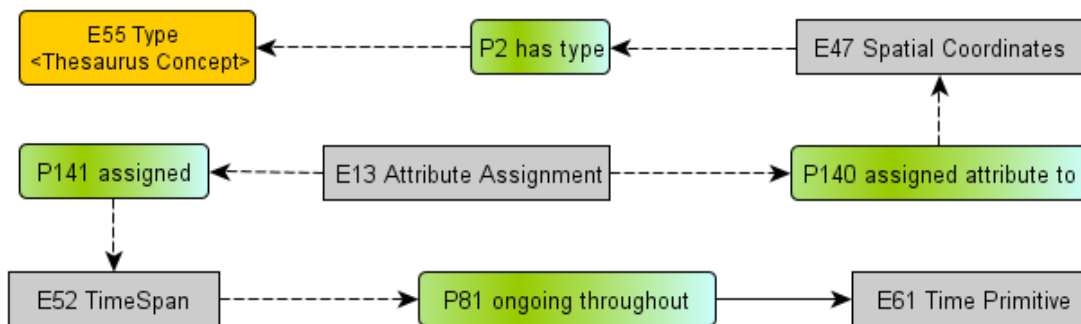 E55 Type
<Thesaurus Concept>
P2 has type
E47 Spatial Coordinates
P141 assigned
E13 Attribute Assignment
P140 assigned attribute to
E52 TimeSpan
P81 ongoing throughout
E61 Time Primitive